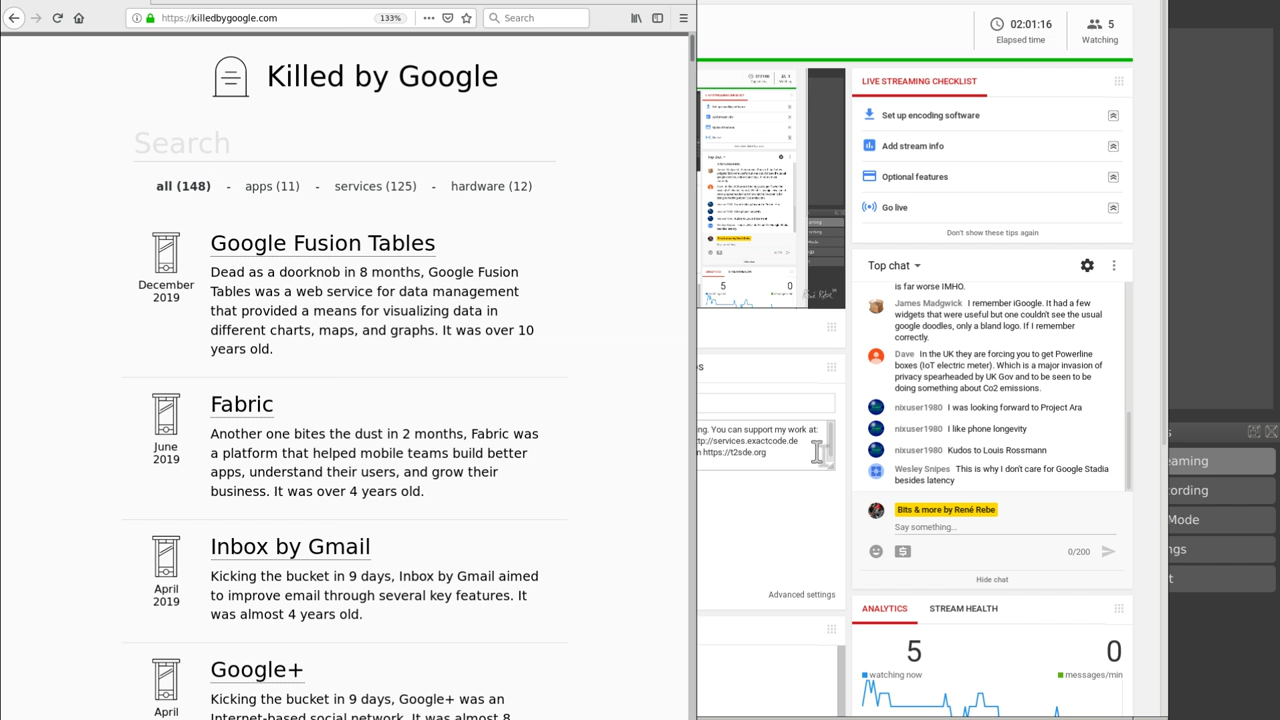 https://killedbygoogle.com
133%
Search
Killed by Google
Search
all (148) - apps (11) - services (125) - hardware (12)
December
2019
Google Fusion Tables
Dead as a doorknob in 8 months, Google Fusion
Tables was a web service for data management
that provided a means for visualizing data in
different charts, maps, and graphs. It was over 10
years old.
June
2019
Fabric
Another one bites the dust in 2 months, Fabric was
a platform that helped mobile teams build better
apps, understand their users, and grow their
business. It was over 4 years old.
April
2019
Inbox by Gmail
Kicking the bucket in 9 days, Inbox by Gmail aimed
to improve email through several key features. It
was almost 4 years old.
April
Google+
Kicking the bucket in 9 days, Google+ was an
Internet-based social network. It was almost 8
02:01:16
Elapsed time
5
Watching
5
0
René Rebe
ng. You can support my work at:
ttp://services.exactcode.de
n https://t2sde.org
Advanced settings
LIVE STREAMING CHECKLIST
Set up encoding software
Add stream info
Optional features
Go live
Don't show these tips again
Top chat
is far worse IMHO.
James Madgwick I remember iGoogle. It had a few
widgets that were useful but one couldn't see the usual
google doodles, only a bland logo. If I remember
correctly.
Dave In the UK they are forcing you to get Powerline
boxes (IoT electric meter). Which is a major invasion of
privacy spearheaded by UK Gov and to be seen to be
doing something about Co2 emissions.
nixuser1980 I was looking forward to Project Ara
nixuser1980 I like phone longevity
nixuser1980 Kudos to Louis Rossmann
Wesley Snipes This is why I don't care for Google Stadia
besides latency
Bits & more by René Rebe
Say something...
0/200
Hide chat
ANALYTICS
STREAM HEALTH
5
0
watching now
messages/min
eaming
ording
Mode
ngs
t